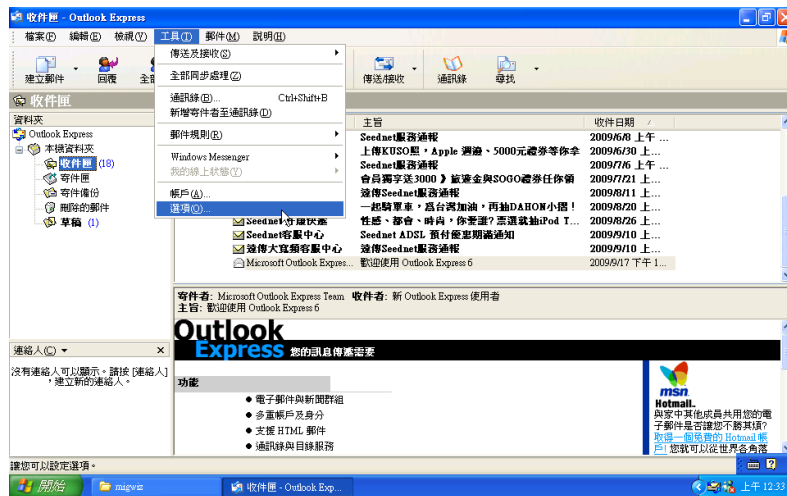 收件匣 - Outlook Express
檔案(F) 編輯(E) 檢視(V) 工具(T) 郵件(M) 說明(H)
建立郵件 回覆 全部 傳送/接收 通訊錄 尋找
傳送及接收(S)
全部同步處理(Z)
通訊錄(B)... Ctrl+Shift+B
新增寄件者至通訊錄(D)
郵件規則(R)
Windows Messenger
我的線上狀態(Y)
帳戶(A)...
選項(O)...
收件匣
資料夾
Outlook Express
本機資料夾
收件匣 (18)
寄件匣
寄件備份
刪除的郵件
草稿 (1)
主旨 收件日期
Seednet服務通報 2009/6/8 上午 ...
上傳KUSO照，Apple 週邊、5000元禮券等你拿 2009/6/30 上...
Seednet服務通報 2009/7/6 上午 ...
會員獨享送3000 》旅遊金與SOGO禮券任你領 2009/7/21 上...
遠傳Seednet服務通報 2009/8/11 上...
一起騎單車，為台灣加油，再抽DAHON小摺！ 2009/8/20 上...
性感、都會、時尚，你愛誰? 票選就抽iPod T... 2009/8/26 上...
Seednet客服中心 Seednet ADSL 預付優惠期滿通知 2009/9/10 上...
遠傳大寬頻客服中心 遠傳Seednet服務通報 2009/9/10 上...
Microsoft Outlook Expres... 歡迎使用 Outlook Express 6 2009/9/17 下午 1...
寄件者: Microsoft Outlook Express Team 收件者: 新 Outlook Express 使用者
主旨: 歡迎使用 Outlook Express 6
Outlook
Express 您的訊息傳遞需要
功能
電子郵件與新聞群組
多重帳戶及身分
支援 HTML 郵件
通訊錄與目錄服務
msn
Hotmail.
與家中其他成員共用您的電
子郵件是否讓您不勝其煩?
取得一個免費的 Hotmail 帳
戶! 您就可以從世界各角落
連絡人(C)
沒有連絡人可以顯示。請按 [連絡人]
，建立新的連絡人。
讓您可以設定選項。
開始 migwiz 收件匣 - Outlook Exp... 上午 12:33